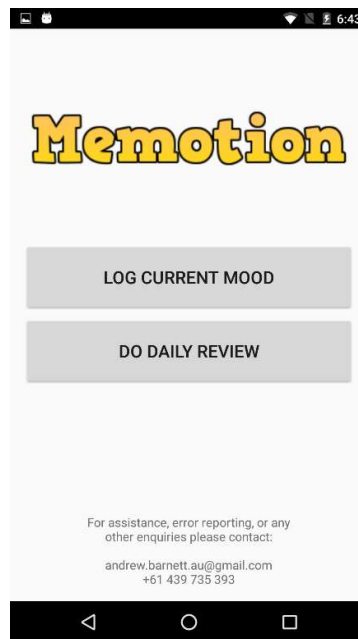 6:43
Memotion
LOG CURRENT MOOD
DO DAILY REVIEW
For assistance, error reporting, or any
other enquiries please contact:
andrew.barnett.au@gmail.com
+61 439 735 393